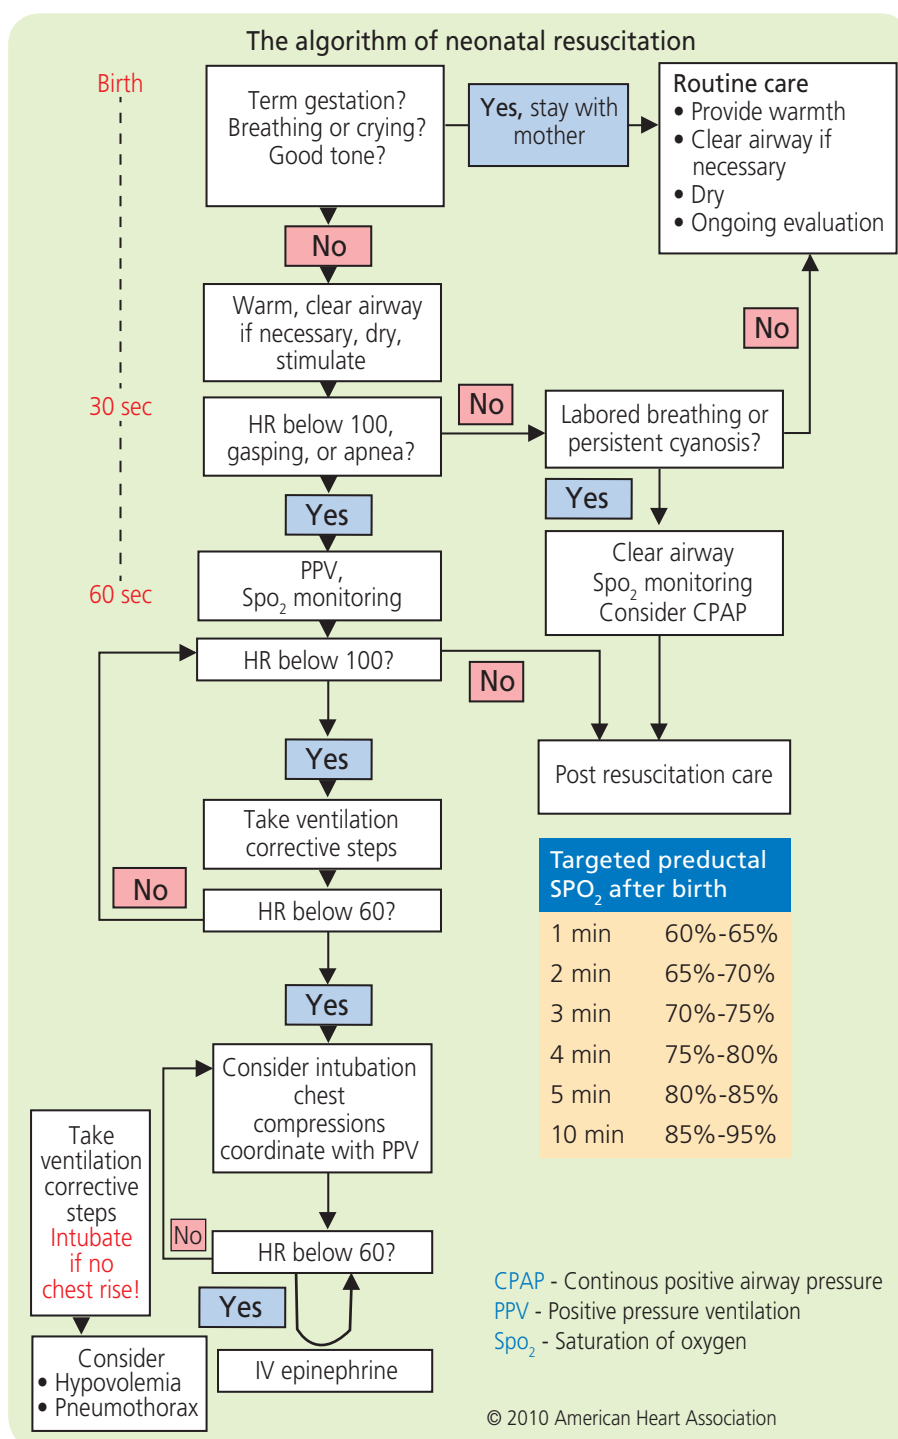 The algorithm of neonatal resuscitation
Birth
Term gestation?
Breathing or crying?
Good tone?
Yes, stay with
mother
Routine care
• Provide warmth
• Clear airway if
necessary
• Dry
• Ongoing evaluation
No
Warm, clear airway
if necessary, dry,
stimulate
No
30 sec
HR below 100,
gasping, or apnea?
No
Labored breathing or
persistent cyanosis?
Yes
Yes
60 sec
PPV,
Spo2 monitoring
Clear airway
Spo2 monitoring
Consider CPAP
HR below 100?
No
Yes
Post resuscitation care
Take ventilation
corrective steps
No
HR below 60?
Targeted preductal
SPO2 after birth
1 min 60%-65%
2 min 65%-70%
3 min 70%-75%
4 min 75%-80%
5 min 80%-85%
10 min 85%-95%
Yes
Consider intubation
chest
compressions
coordinate with PPV
Take
ventilation
corrective
steps
Intubate
if no
chest rise!
No
HR below 60?
Yes
IV epinephrine
Consider
• Hypovolemia
• Pneumothorax
CPAP - Continous positive airway pressure
PPV - Positive pressure ventilation
Spo2 - Saturation of oxygen
© 2010 American Heart Association